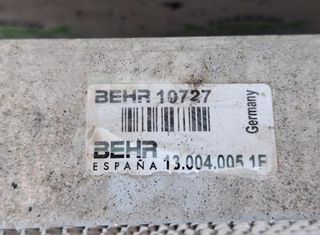 BEHR 10727
Germany
BEHR
ESPAÑA 13.004.005 1F